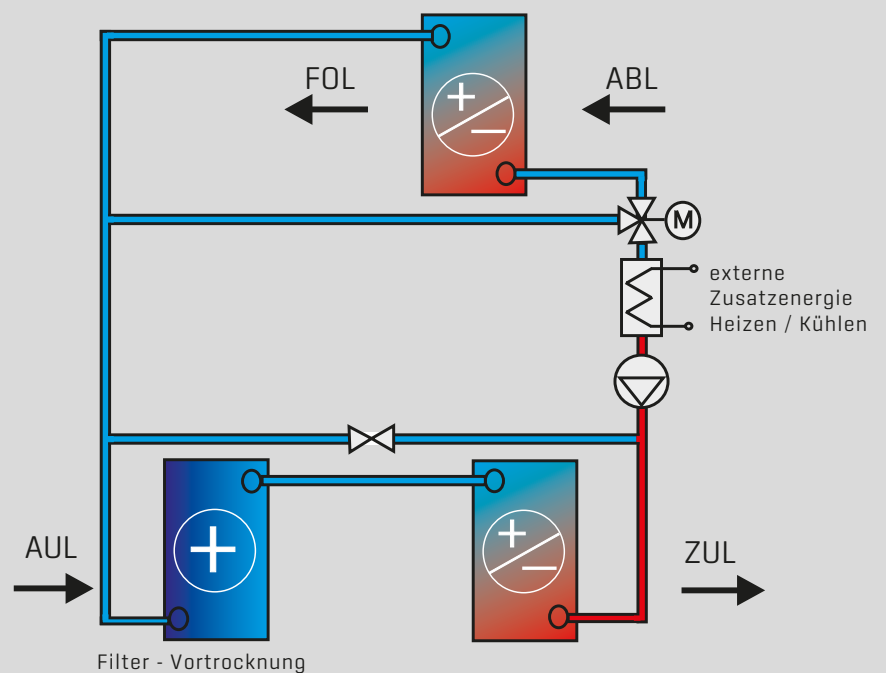 FOL
ABL
M
externe
Zusatzenergie
Heizen / Kühlen
AUL
ZUL
Filter - Vortrocknung